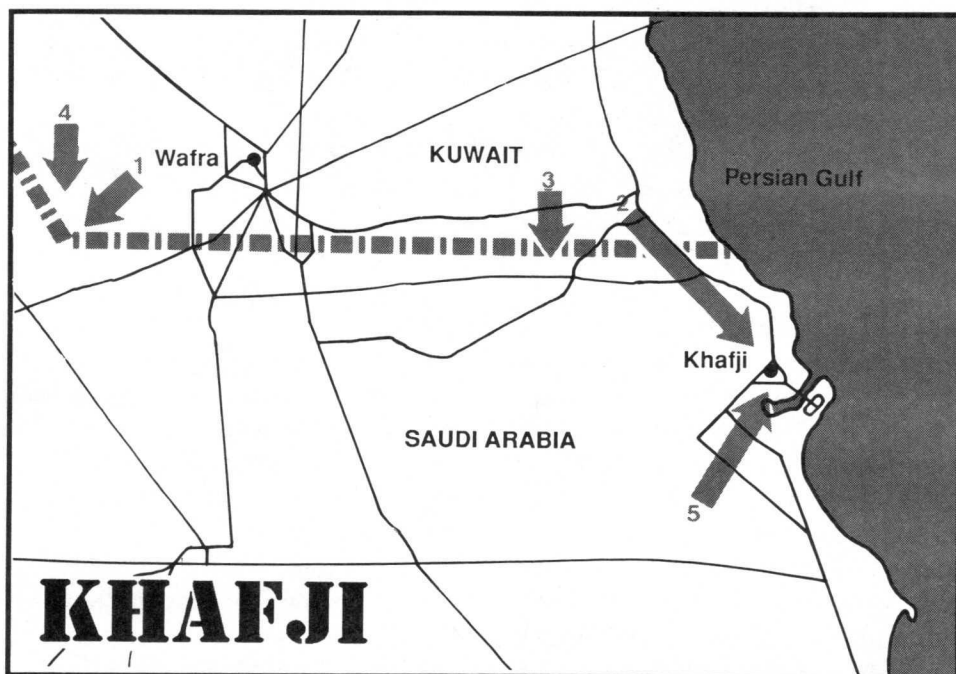 4
1
Wafra
KUWAIT
3
Persian Gulf
2
Khafji
SAUDI ARABIA
5
KHAFJI